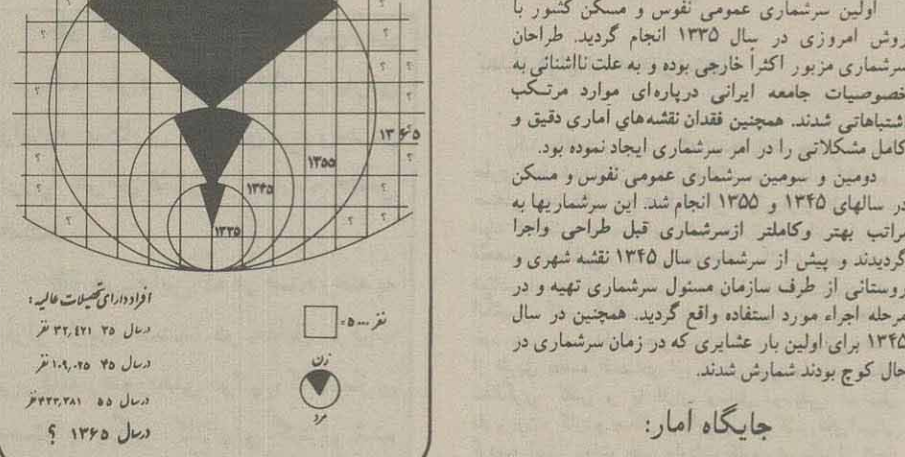 اولین سرشماری عمومی نفوس و مسکن کشور با
روش امروزی در سال ۱۳۳۵ انجام گردید. طراحان
سرشماری مزبور اکثراً خارجی بوده و به علت ناآشنائی به
خصوصیات جامعه ایرانی درپاره‌ای موارد مرتکب
اشتباهاتی شدند. همچنین فقدان نقشه‌های آماری دقیق و
کامل مشکلاتی را در امر سرشماری ایجاد نموده بود.
دومین و سومین سرشماری عمومی نفوس و مسکن
در سالهای ۱۳۴۵ و ۱۳۵۵ انجام شد. این سرشماریها به
مراتب بهتر وکاملتر ازسرشماری قبل طراحی واجرا
گردیدند و پیش از سرشماری سال ۱۳۴۵ نقشه شهری و
روستائی از طرف سازمان مسئول سرشماری تهیه و در
مرحله اجراء مورد استفاده واقع گردید. همچنین در سال
۱۳۴۵ برای اولین بار عشایری که در زمان سرشماری در
حال کوچ بودند شمارش شدند.
جایگاه آمار:
۱۳۶۵
۱۳۵۵
۱۳۴۵
۱۳۳۵
افراد دارای تحصیلات عالیه:
درسال ۳۵ ۳۲,۴۲۱ نفر
درسال ۴۵ ۱۰۹,۰۲۵ نفر
درسال ۵۵ ۴۳۳,۳۸۱ نفر
درسال ۱۳۶۵ ؟
نفر ۵۰۰۰=
زن
مرد